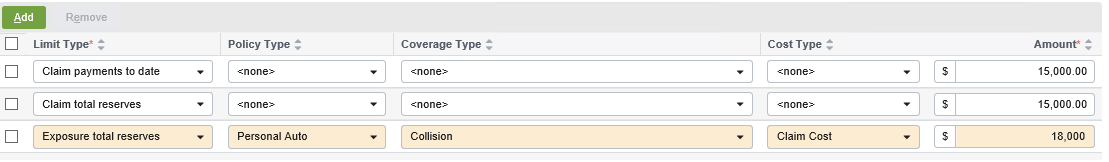 Add Remove
Limit Type* Policy Type Coverage Type Cost Type Amount*
Claim payments to date <none> <none> <none> $ 15,000.00
Claim total reserves <none> <none> <none> $ 15,000.00
Exposure total reserves Personal Auto Collision Claim Cost $ 18,000